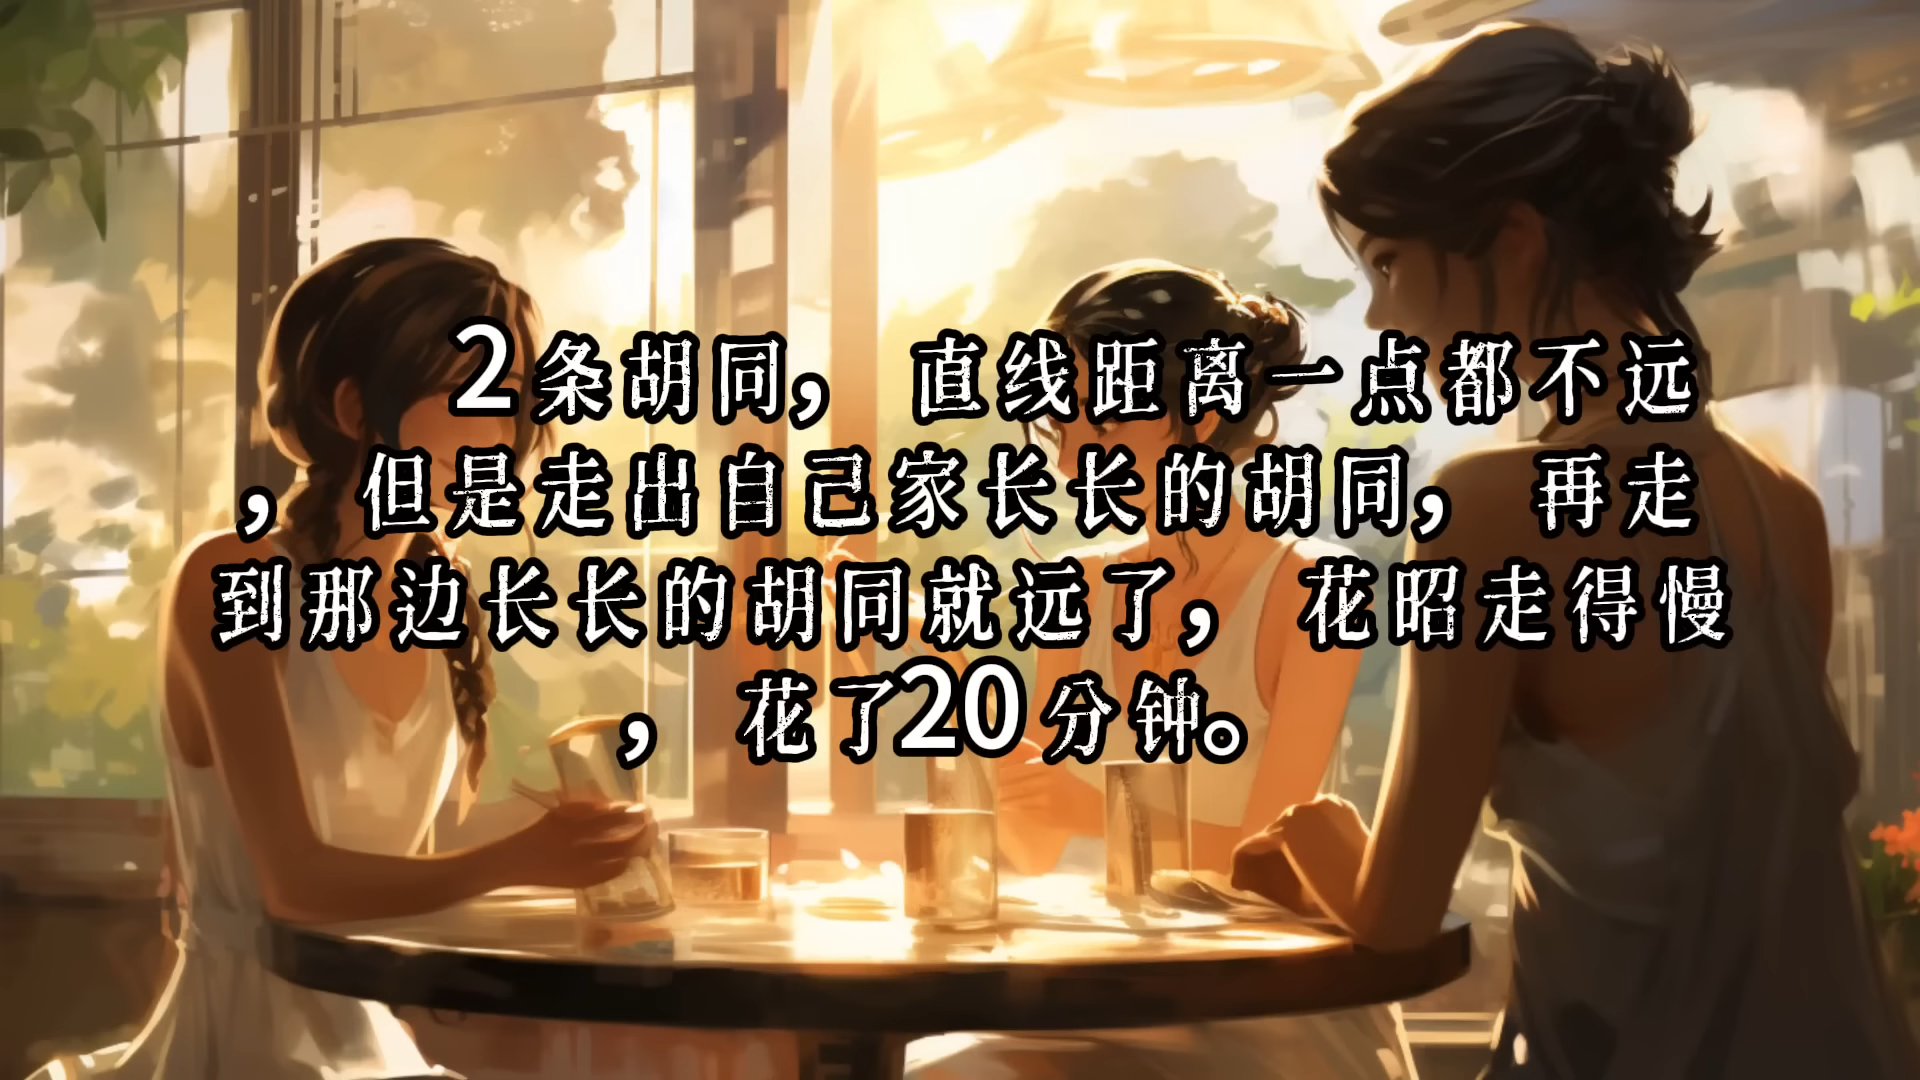 2条胡同，直线距离一点都不远
，但是走出自己家长长的胡同，再走
到那边长长的胡同就远了，花昭走得慢
，花了20分钟。